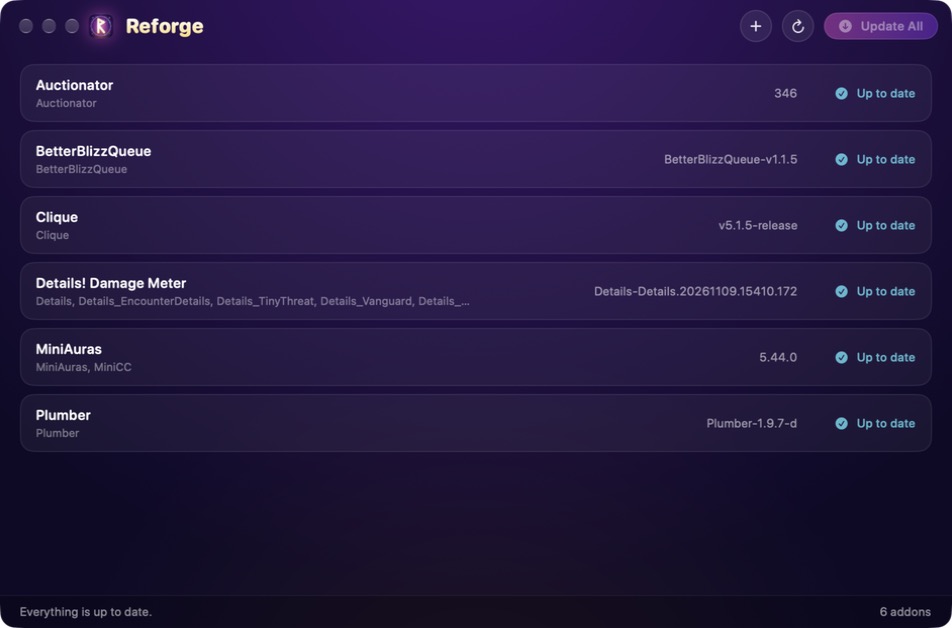 Reforge
Update All
Auctionator
Auctionator
346
Up to date
BetterBlizzQueue
BetterBlizzQueue
BetterBlizzQueue-v1.1.5
Up to date
Clique
Clique
v5.1.5-release
Up to date
Details! Damage Meter
Details, Details_EncounterDetails, Details_TinyThreat, Details_Vanguard, Details_...
Details-Details.20261109.15410.172
Up to date
MiniAuras
MiniAuras, MiniCC
5.44.0
Up to date
Plumber
Plumber
Plumber-1.9.7-d
Up to date
Everything is up to date.
6 addons